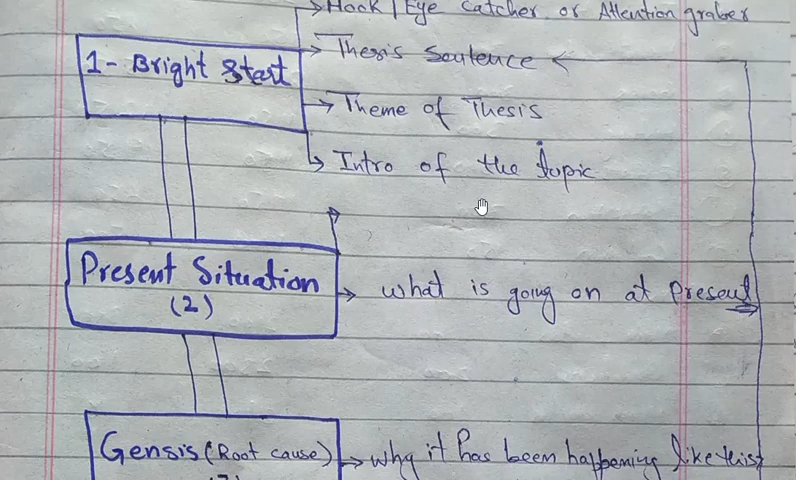 Hook / Eye catcher or Attention graber
1- Bright Start
Thesis Sentence
Theme of Thesis
Intro of the topic
Present Situation
(2)
what is going on at present
Gensis (Root cause)
why it has been happening like this